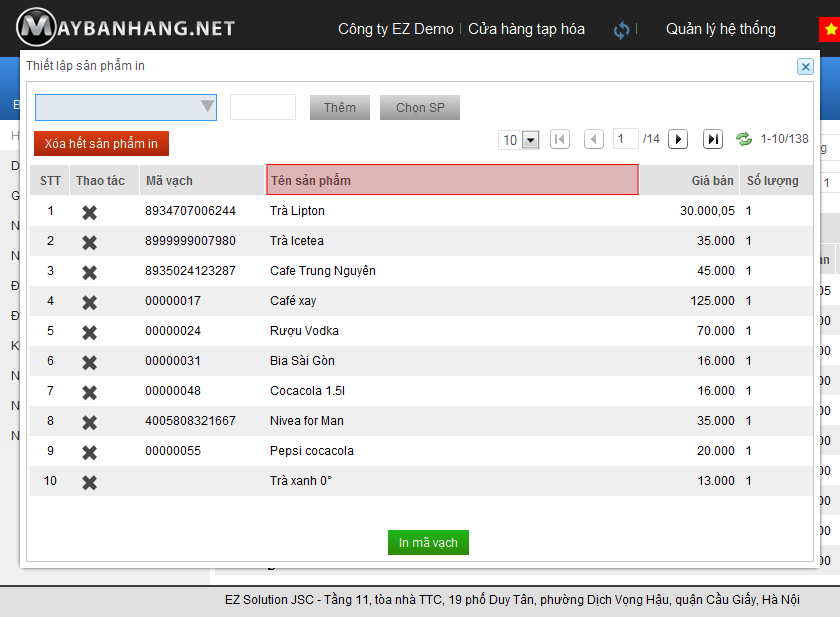 MAYBANHANG.NET
Công ty EZ Demo | Cửa hàng tạp hóa | Quản lý hệ thống
Thiết lập sản phẩm in
Thêm Chọn SP
Xóa hết sản phẩm in 10 1 /14 1-10/138
STT Thao tác Mã vạch Tên sản phẩm Giá bán Số lượng
1 8934707006244 Trà Lipton 30.000,05 1
2 8999999007980 Trà Icetea 35.000 1
3 8935024123287 Cafe Trung Nguyên 45.000 1
4 00000017 Café xay 125.000 1
5 00000024 Rượu Vodka 70.000 1
6 00000031 Bia Sài Gòn 16.000 1
7 00000048 Cocacola 1.5l 16.000 1
8 4005808321667 Nivea for Man 35.000 1
9 00000055 Pepsi cocacola 20.000 1
10 Trà xanh 0° 13.000 1
In mã vạch
EZ Solution JSC - Tầng 11, tòa nhà TTC, 19 phố Duy Tân, phường Dịch Vọng Hậu, quận Cầu Giấy, Hà Nội